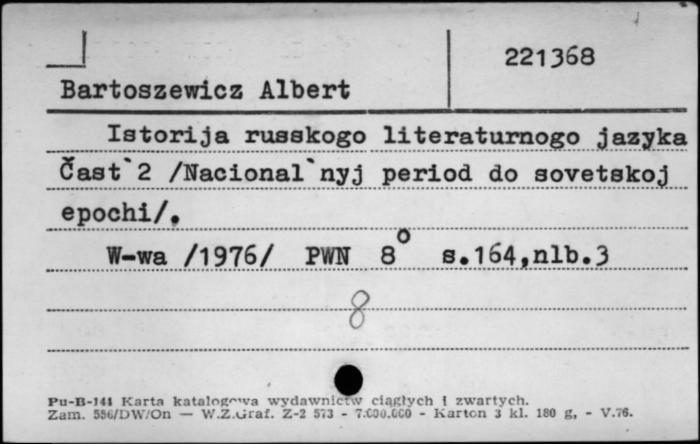 221368
Bartoszewicz Albert
Istorija russkogo literaturnogo jazyka
Čast`2 /Nacional`nyj period do sovetskoj
epochi/.
W-wa /1976/ PWN 8° s.164,nlb.3
8
Pu-B-144 Karta katalogowa wydawnictw ciągłych i zwartych.
Zam. 556/DW/On — W.Z.Graf. Z-2 573 - 7.000.000 - Karton 3 kl. 180 g, - V.76.